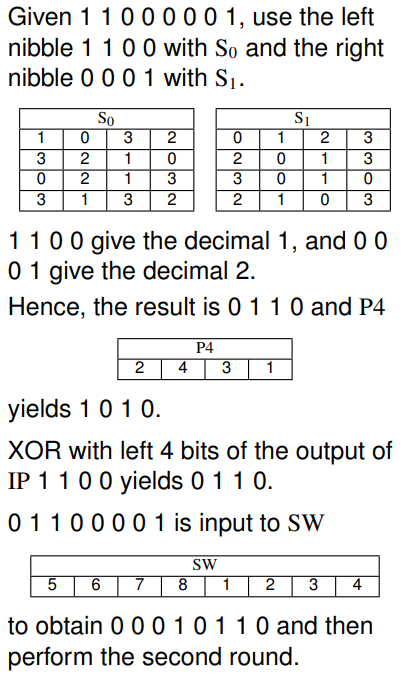 Given 1 1 0 0 0 0 0 1, use the left
nibble 1 1 0 0 with S₀ and the right
nibble 0 0 0 1 with S₁.
S₀ S₁
1 0 3 2 0 1 2 3
3 2 1 0 2 0 1 3
0 2 1 3 3 0 1 0
3 1 3 2 2 1 0 3
1 1 0 0 give the decimal 1, and 0 0
0 1 give the decimal 2.
Hence, the result is 0 1 1 0 and P4
P4
2 4 3 1
yields 1 0 1 0.
XOR with left 4 bits of the output of
IP 1 1 0 0 yields 0 1 1 0.
0 1 1 0 0 0 0 1 is input to SW
SW
5 6 7 8 1 2 3 4
to obtain 0 0 0 1 0 1 1 0 and then
perform the second round.